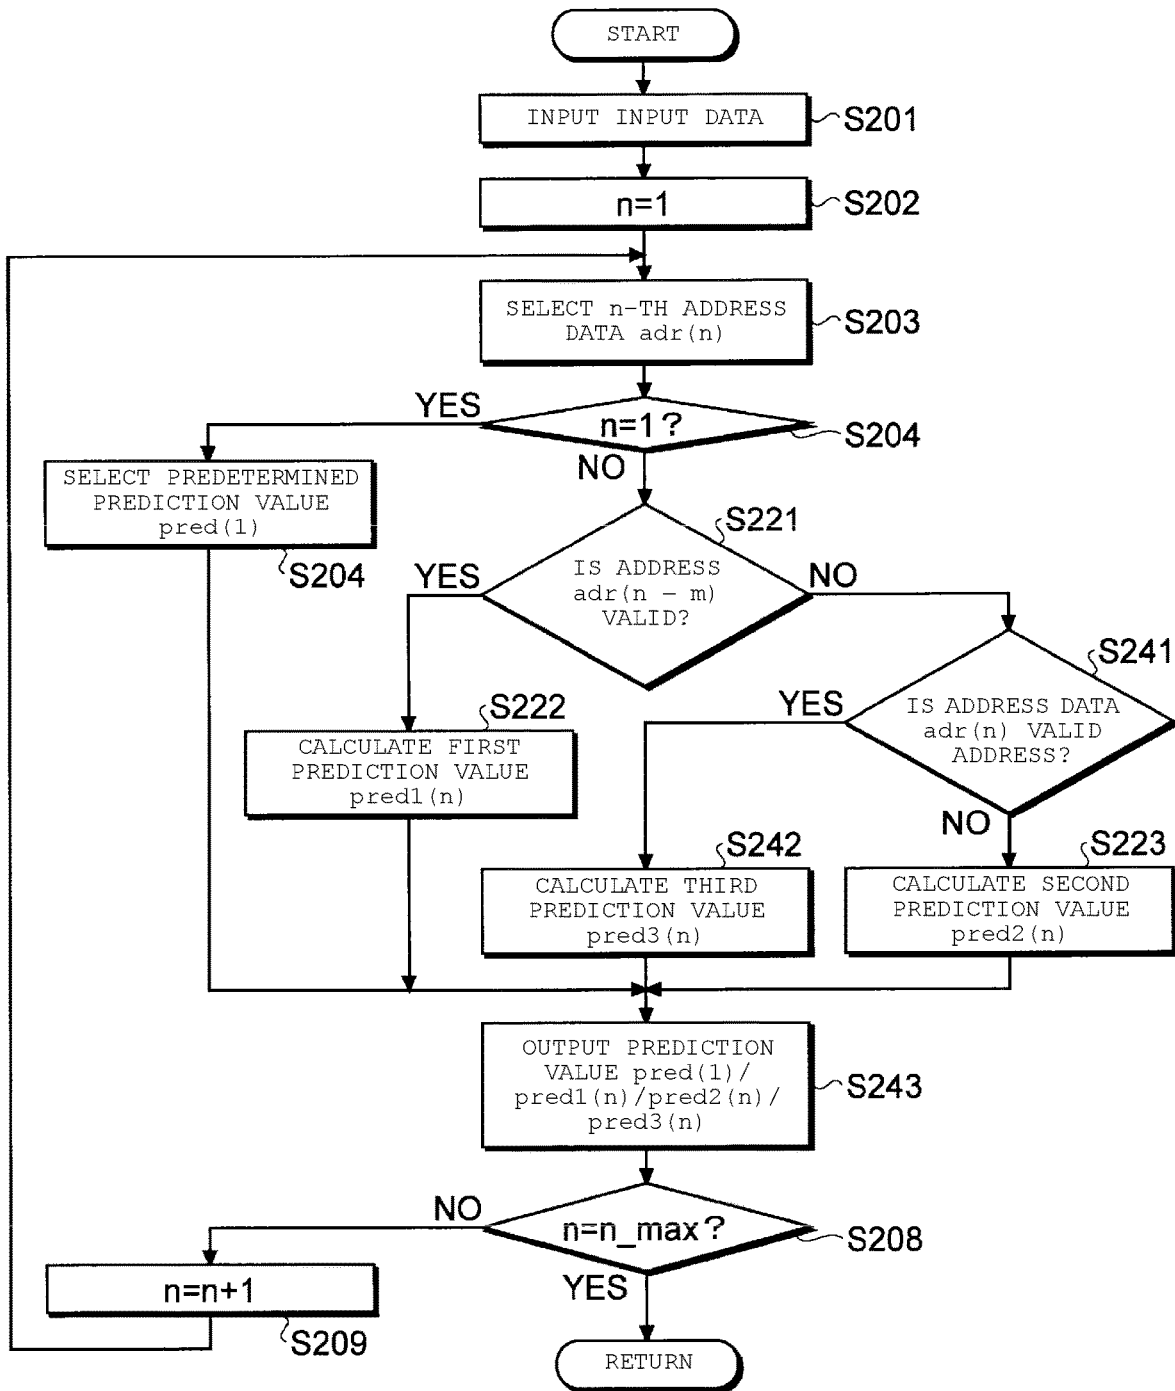 START
INPUT INPUT DATA
S201
n=1
S202
SELECT n-TH ADDRESS
DATA adr(n)
S203
YES
n=1?
S204
NO
SELECT PREDETERMINED
PREDICTION VALUE
pred(1)
S204
S221
YES
IS ADDRESS
adr(n - m)
VALID?
NO
S241
YES
IS ADDRESS DATA
adr(n) VALID
ADDRESS?
NO
S222
CALCULATE FIRST
PREDICTION VALUE
pred1(n)
S242
CALCULATE THIRD
PREDICTION VALUE
pred3(n)
S223
CALCULATE SECOND
PREDICTION VALUE
pred2(n)
OUTPUT PREDICTION
VALUE pred(1)/
pred1(n)/pred2(n)/
pred3(n)
S243
NO
n=n_max?
S208
YES
n=n+1
S209
RETURN